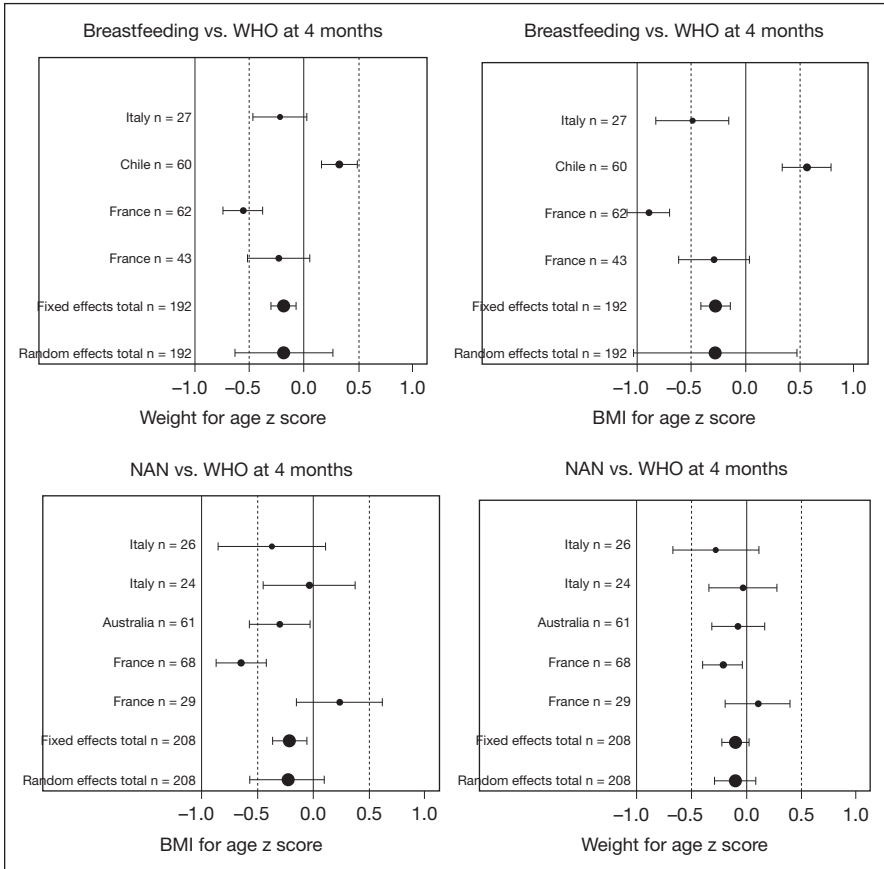 Breastfeeding vs. WHO at 4 months
Italy n = 27
Chile n = 60
France n = 62
France n = 43
Fixed effects total n = 192
Random effects total n = 192
−1.0 −0.5 0.0 0.5 1.0
Weight for age z score
Breastfeeding vs. WHO at 4 months
Italy n = 27
Chile n = 60
France n = 62
France n = 43
Fixed effects total n = 192
Random effects total n = 192
−1.0 −0.5 0.0 0.5 1.0
BMI for age z score
NAN vs. WHO at 4 months
Italy n = 26
Italy n = 24
Australia n = 61
France n = 68
France n = 29
Fixed effects total n = 208
Random effects total n = 208
−1.0 −0.5 0.0 0.5 1.0
BMI for age z score
NAN vs. WHO at 4 months
Italy n = 26
Italy n = 24
Australia n = 61
France n = 68
France n = 29
Fixed effects total n = 208
Random effects total n = 208
−1.0 −0.5 0.0 0.5 1.0
Weight for age z score